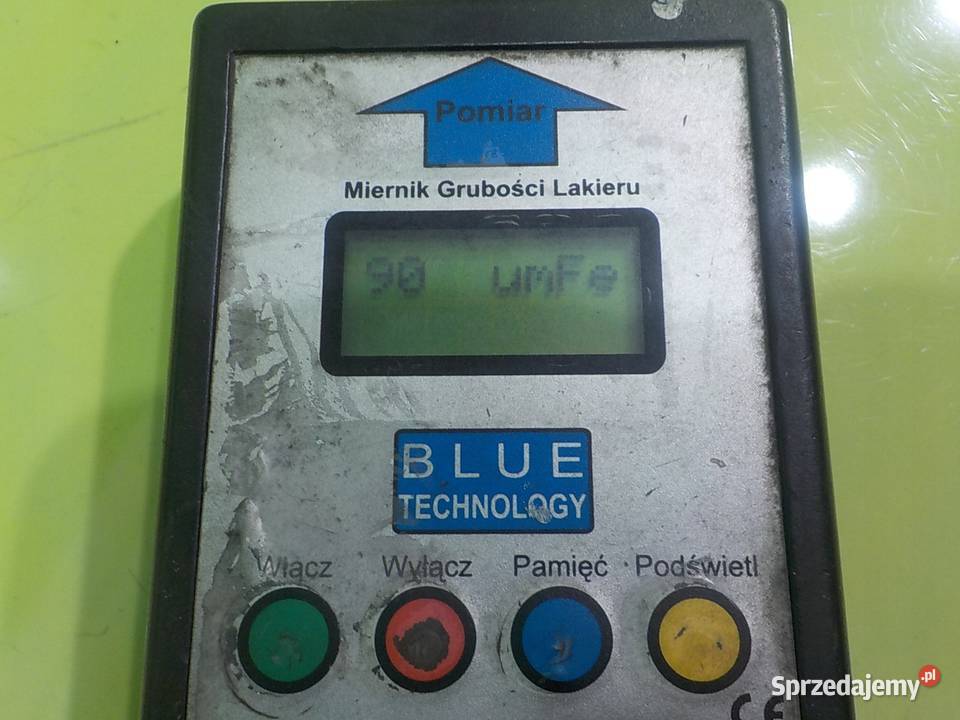 Pomiar
Miernik Grubości Lakieru
90 umFe
BLUE
TECHNOLOGY
Włącz Wyłącz Pamięć Podświetl
CE
Sprzedajemy.pl